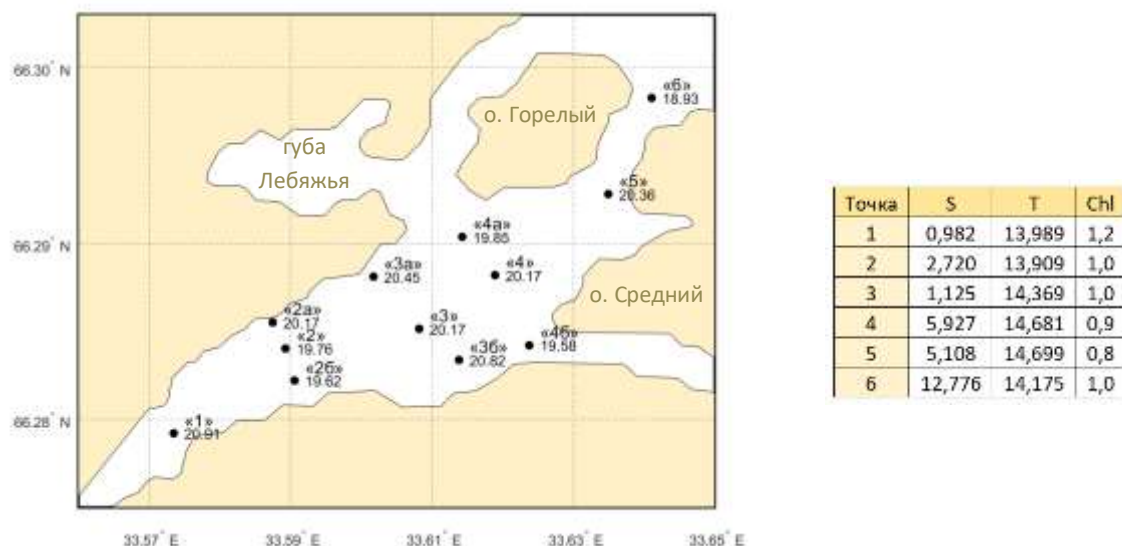 66.30° N
«6»
18.93
о. Горелый
губа
Лебяжья
«5»
20.36
«4а»
19.85
66.29° N
«3а»
20.45
«4»
20.17
о. Средний
«2а»
20.17
«3»
20.17
«2»
19.76
«4б»
19.58
«3б»
20.82
«2б»
19.62
66.28° N
«1»
20.91
33.57° E 33.59° E 33.61° E 33.63° E 33.65° E
Точка S T Chl
1 0,982 13,989 1,2
2 2,720 13,909 1,0
3 1,125 14,369 1,0
4 5,927 14,681 0,9
5 5,108 14,699 0,8
6 12,776 14,175 1,0